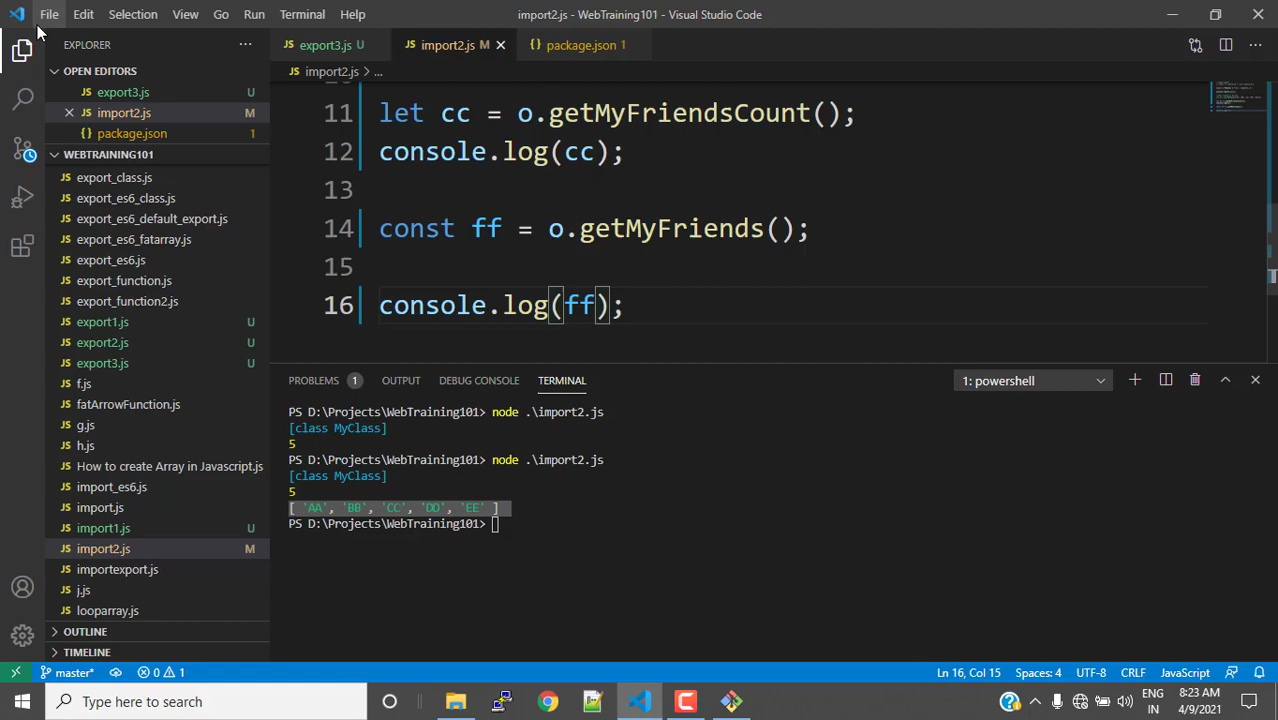 File Edit Selection View Go Run Terminal Help import2.js - WebTraining101 - Visual Studio Code
EXPLORER ...
export3.js U import2.js M package.json 1
OPEN EDITORS
import2.js > ...
export3.js U
import2.js M
package.json 1
WEBTRAINING101
export_class.js
export_es6_class.js
export_es6_default_export.js
export_es6_fatarray.js
export_es6.js
export_function.js
export_function2.js
export1.js U
export2.js U
export3.js U
f.js
fatArrowFunction.js
g.js
h.js
How to create Array in Javascript.js
import_es6.js
import.js
import1.js U
import2.js M
importexport.js
j.js
looparray.js
OUTLINE
TIMELINE
11 let cc = o.getMyFriendsCount();
12 console.log(cc);
13
14 const ff = o.getMyFriends();
15
16 console.log(ff);
PROBLEMS 1 OUTPUT DEBUG CONSOLE TERMINAL 1: powershell
PS D:\Projects\WebTraining101> node .\import2.js
[class MyClass]
5
PS D:\Projects\WebTraining101> node .\import2.js
[class MyClass]
5
[ 'AA', 'BB', 'CC', 'DD', 'EE' ]
PS D:\Projects\WebTraining101>
master* 0 1 Ln 16, Col 15 Spaces: 4 UTF-8 CRLF JavaScript
Type here to search
ENG
IN
8:23 AM
4/9/2021